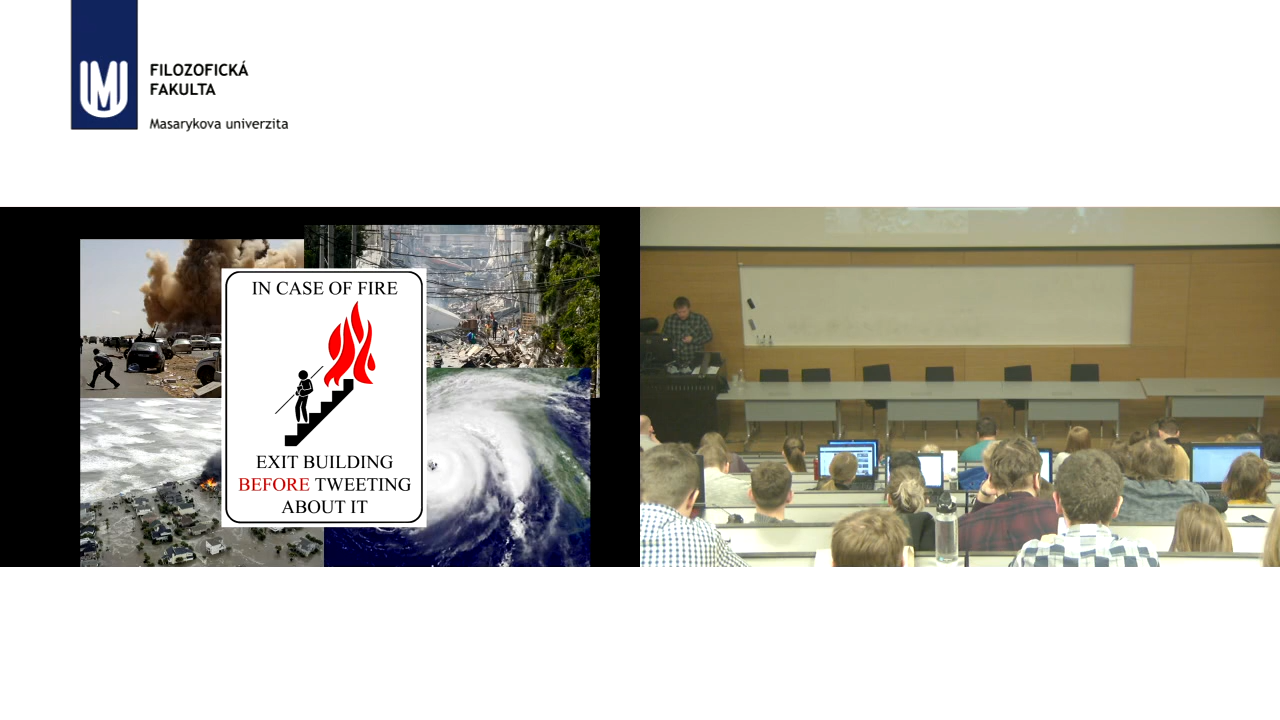 FILOZOFICKÁ
FAKULTA
Masarykova univerzita
IN CASE OF FIRE
EXIT BUILDING
BEFORE TWEETING
ABOUT IT